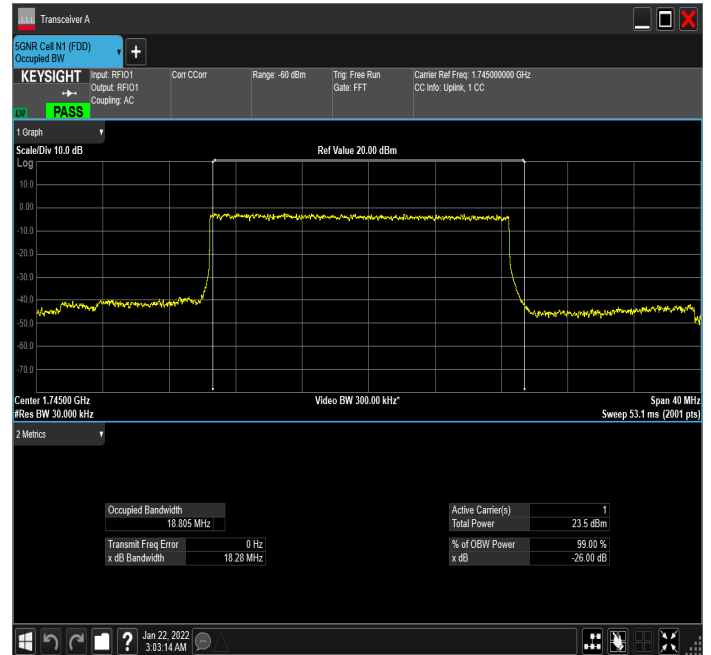 Transceiver A
5GNR Cell N1 (FDD)
Occupied BW
KEYSIGHT
Input: RFIO1
Output: RFIO1
Coupling: AC
Corr CCorr
Range: -60 dBm
Trig: Free Run
Gate: FFT
Carrier Ref Freq: 1.745000000 GHz
CC Info: Uplink, 1 CC
LXI
PASS
1 Graph
Scale/Div 10.0 dB
Ref Value 20.00 dBm
Log
10.0
0.00
-10.0
-20.0
-30.0
-40.0
-50.0
-60.0
-70.0
Center 1.74500 GHz
Span 40 MHz
#Res BW 30.000 kHz
Video BW 300.00 kHz*
Sweep 53.1 ms (2001 pts)
2 Metrics
Occupied Bandwidth
18.805 MHz
Transmit Freq Error 0 Hz
x dB Bandwidth 18.28 MHz
Active Carrier(s) 1
Total Power 23.5 dBm
% of OBW Power 99.00 %
x dB -26.00 dB
?
Jan 22, 2022
3:03:14 AM